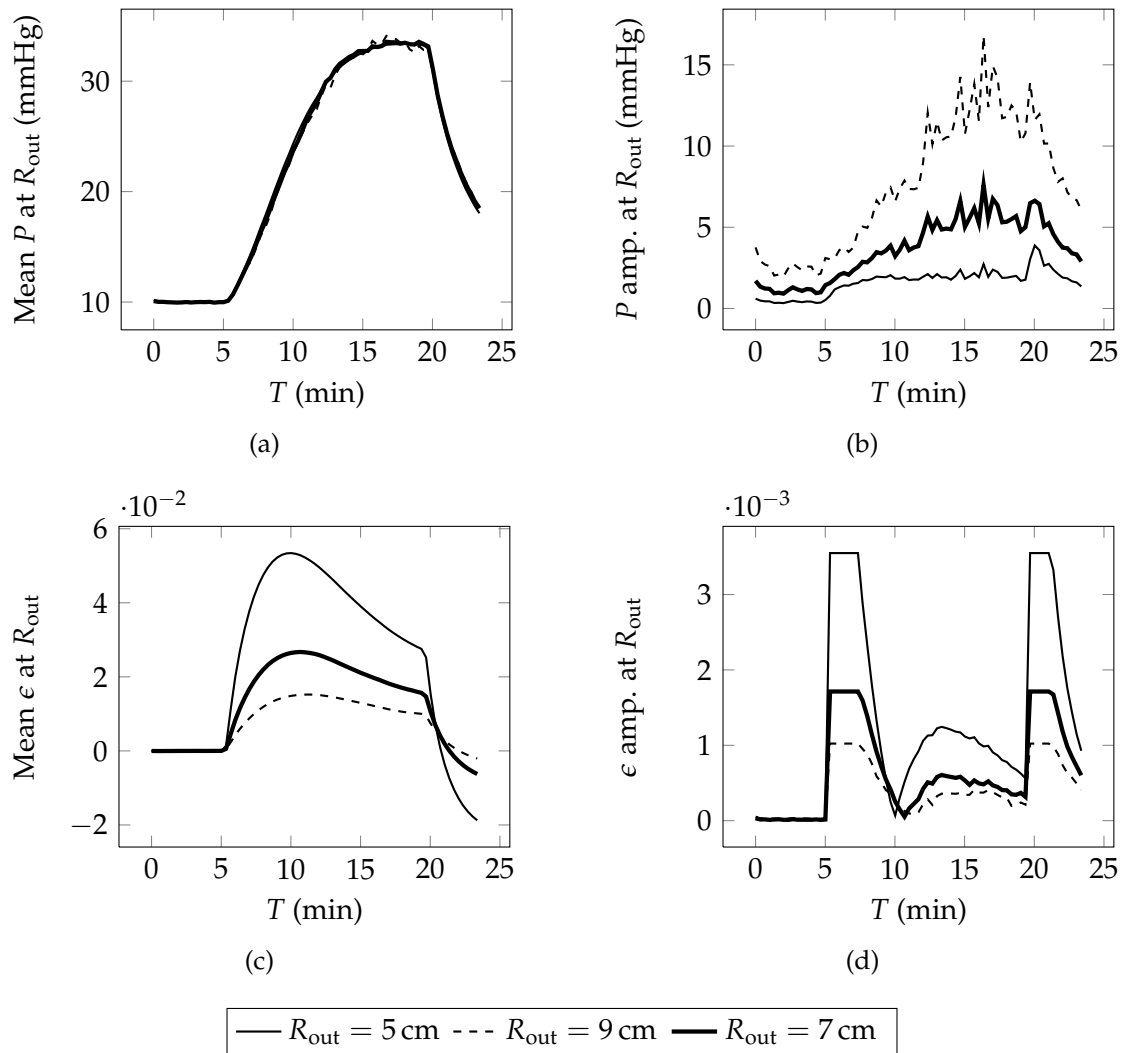 30
20
10
Mean P at R_out (mmHg)
0 5 10 15 20 25
T (min)
(a)
15
10
5
0
P amp. at R_out (mmHg)
0 5 10 15 20 25
T (min)
(b)
·10⁻²
6
4
2
0
−2
Mean ϵ at R_out
0 5 10 15 20 25
T (min)
(c)
·10⁻³
3
2
1
0
ϵ amp. at R_out
0 5 10 15 20 25
T (min)
(d)
R_out = 5 cm R_out = 9 cm R_out = 7 cm